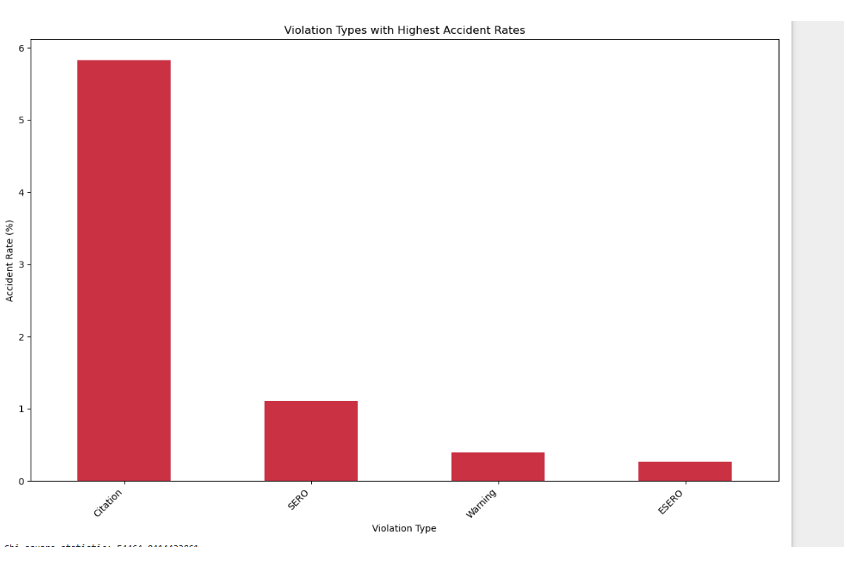 Violation Types with Highest Accident Rates
6
5
4
3
2
1
0
Accident Rate (%)
Citation
SERO
Warning
ESERO
Violation Type